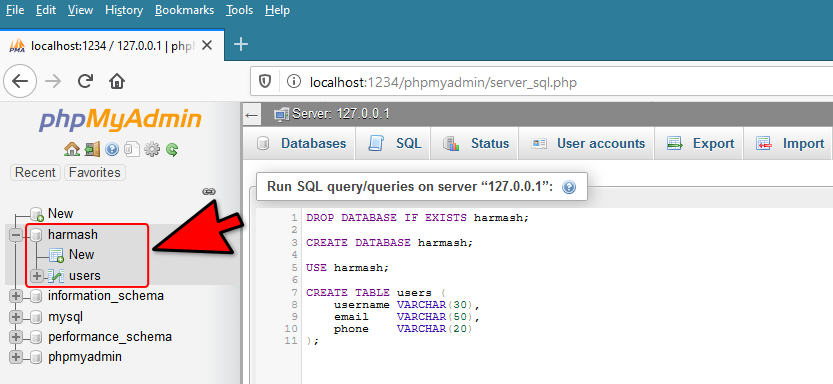 File Edit View History Bookmarks Tools Help
localhost:1234 / 127.0.0.1 | phpl
localhost:1234/phpmyadmin/server_sql.php
phpMyAdmin
Recent Favorites
New
harmash
New
users
information_schema
mysql
performance_schema
phpmyadmin
Server: 127.0.0.1
Databases SQL Status User accounts Export Import
Run SQL query/queries on server “127.0.0.1”:
1 DROP DATABASE IF EXISTS harmash;
2
3 CREATE DATABASE harmash;
4
5 USE harmash;
6
7 CREATE TABLE users (
8 username VARCHAR(30),
9 email VARCHAR(50),
10 phone VARCHAR(20)
11 );